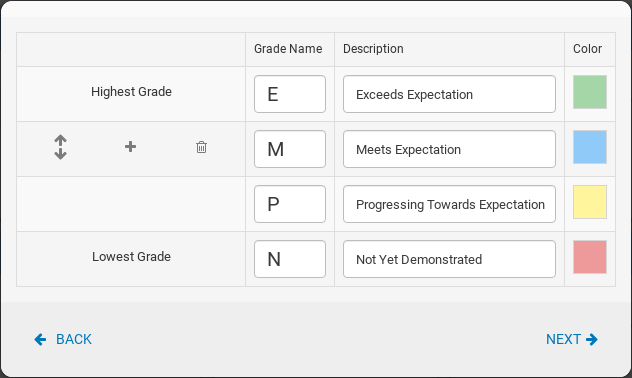 Grade Name Description Color
Highest Grade E Exceeds Expectation
M Meets Expectation
P Progressing Towards Expectation
Lowest Grade N Not Yet Demonstrated
BACK NEXT